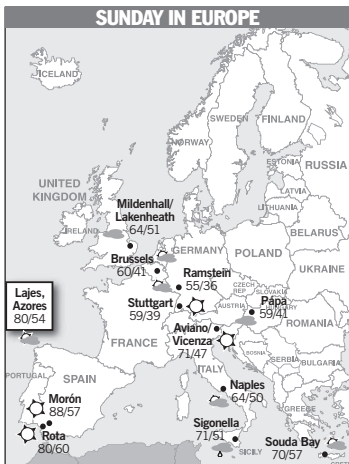 SUNDAY IN EUROPE
ICELAND
SWEDEN
FINLAND
NORWAY
ESTONIA
RUSSIA
LATVIA
LITHUANIA
UNITED
KINGDOM
Mildenhall/
Lakenheath
64/51
IRELAND
BELARUS
Brussels
60/41
GERMANY
POLAND
Ramstein
55/36
UKRAINE
CZECH
REP
SLOVAKIA
Lajes,
Azores
80/54
Stuttgart
59/39
AUSTRIA
Pápa
59/41
HUNGARY
Aviano/
Vicenza
71/47
ROMANIA
FRANCE
BOSNIA
SERBIA
BULGARIA
ITALY
PORTUGAL
SPAIN
Morón
88/57
Naples
64/50
GREECE
Rota
80/60
Sigonella
71/51
SICILY
Souda Bay
70/57